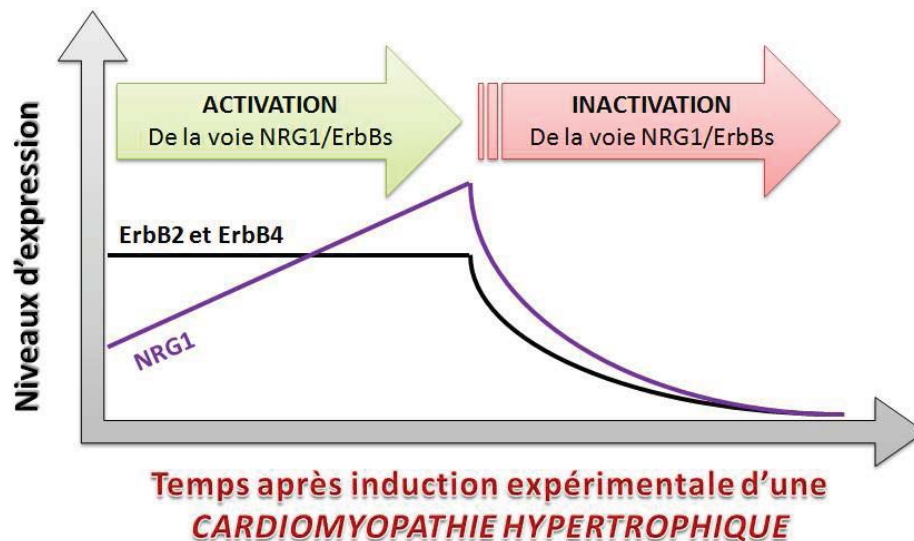 ACTIVATION
De la voie NRG1/ErbBs
INACTIVATION
De la voie NRG1/ErbBs
Niveaux d'expression
ErbB2 et ErbB4
NRG1
Temps après induction expérimentale d'une
CARDIOMYOPATHIE HYPERTROPHIQUE